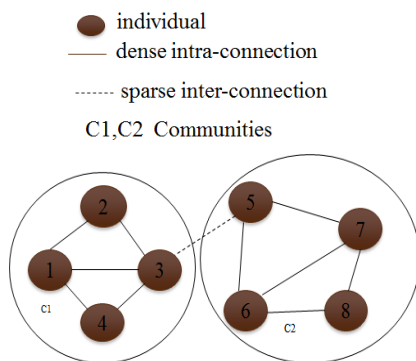 individual
dense intra-connection
sparse inter-connection
C1,C2 Communities
2
5
7
1
3
C1
4
6
C2
8